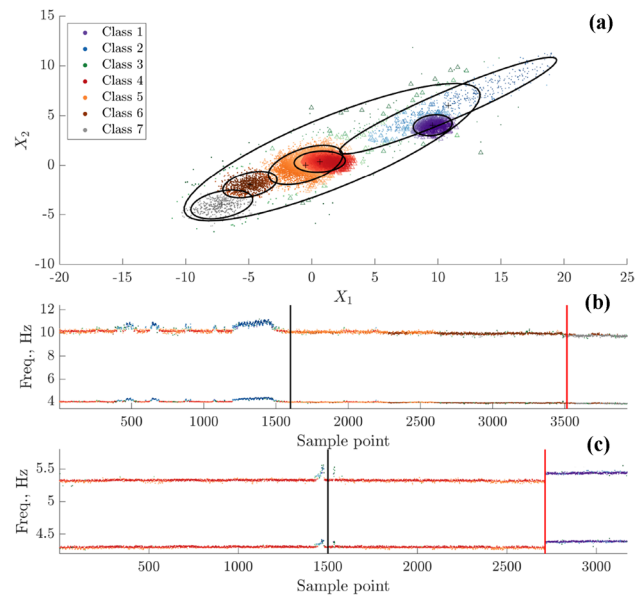 (a)
15
10
5
0
-5
-10
X2
Class 1
Class 2
Class 3
Class 4
Class 5
Class 6
Class 7
-20 -15 -10 -5 0 5 10 15 20 25
X1
(b)
12
10
8
6
4
Freq., Hz
500 1000 1500 2000 2500 3000 3500
Sample point
(c)
5.5
5
4.5
Freq., Hz
500 1000 1500 2000 2500 3000
Sample point